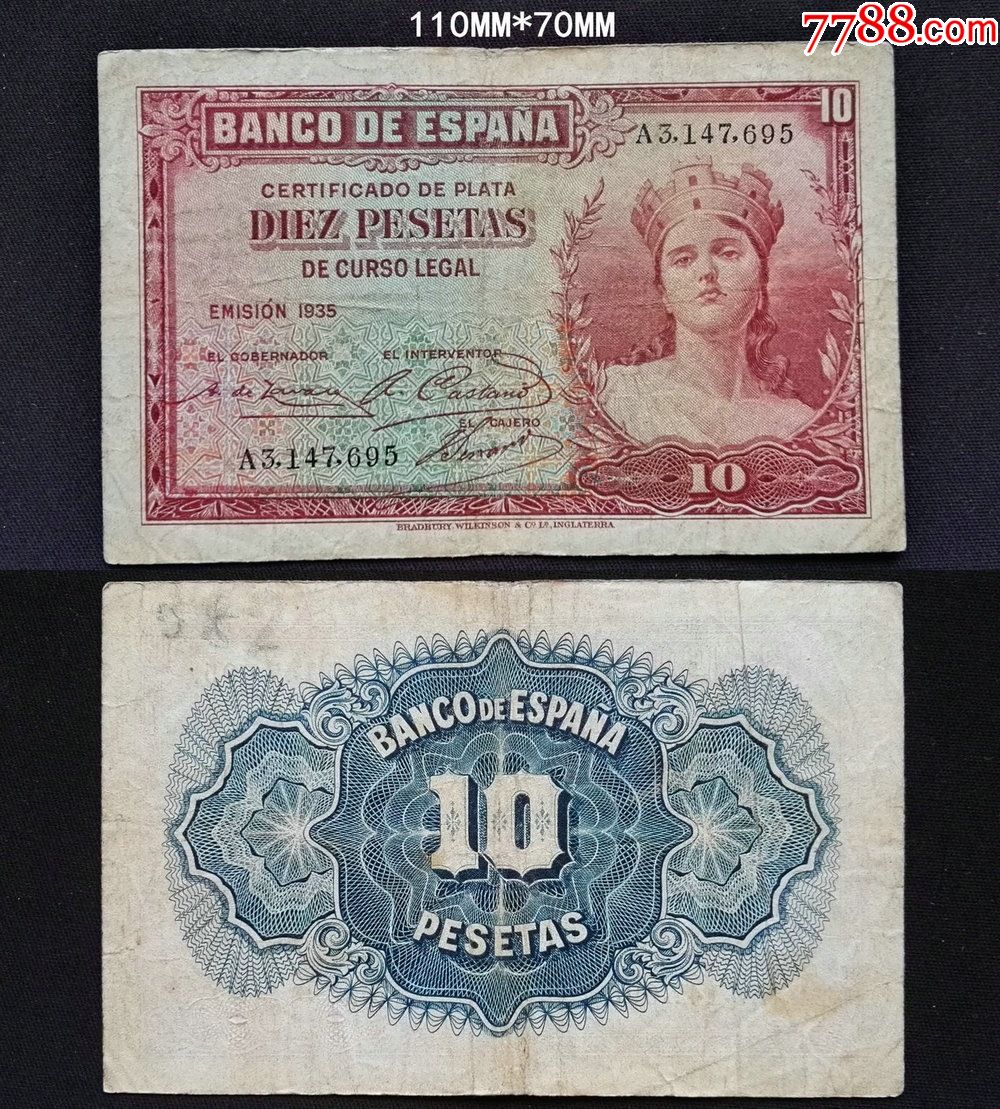 110MM*70MM
7788.com
BANCO DE ESPAÑA
10
A3,147,695
CERTIFICADO DE PLATA
DIEZ PESETAS
DE CURSO LEGAL
EMISIÓN 1935
EL GOBERNADOR
EL INTERVENTOR
A. Castaño
EL CAJERO
A3,147,695
10
BRADBURY, WILKINSON & Cº Lᵈ, INGLATERRA
BANCO DE ESPAÑA
10
PESETAS